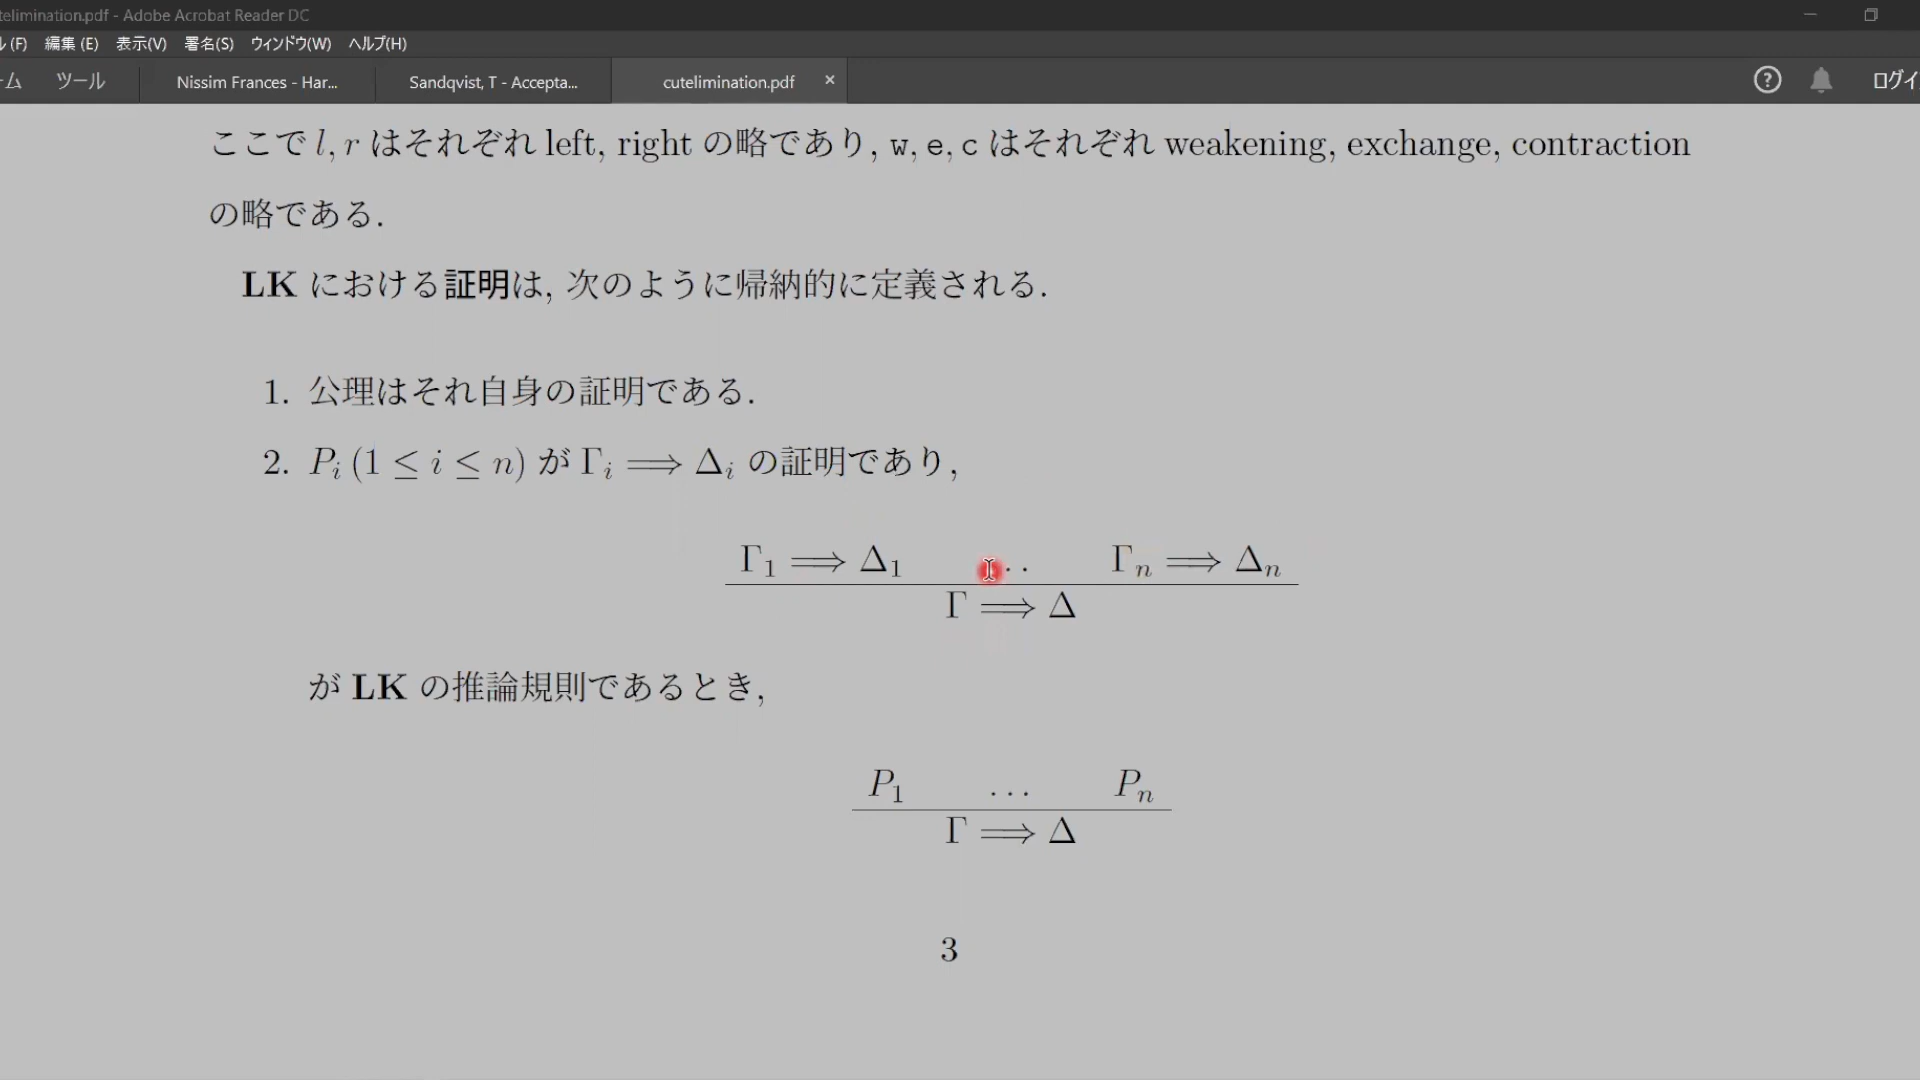 telimination.pdf - Adobe Acrobat Reader DC
ル(F) 編集(E) 表示(V) 署名(S) ウィンドウ(W) ヘルプ(H)
ーム ツール Nissim Frances - Har... Sandqvist, T - Accepta... cutelimination.pdf × ? ログイ
ここで l, r はそれぞれ left, right の略であり, w, e, c はそれぞれ weakening, exchange, contraction
の略である.
LK における証明は, 次のように帰納的に定義される.
1. 公理はそれ自身の証明である.
2. P_i (1 ≤ i ≤ n) が Γ_i ⟹ Δ_i の証明であり,
Γ_1 ⟹ Δ_1 ... Γ_n ⟹ Δ_n
Γ ⟹ Δ
が LK の推論規則であるとき,
P_1 ... P_n
Γ ⟹ Δ
3